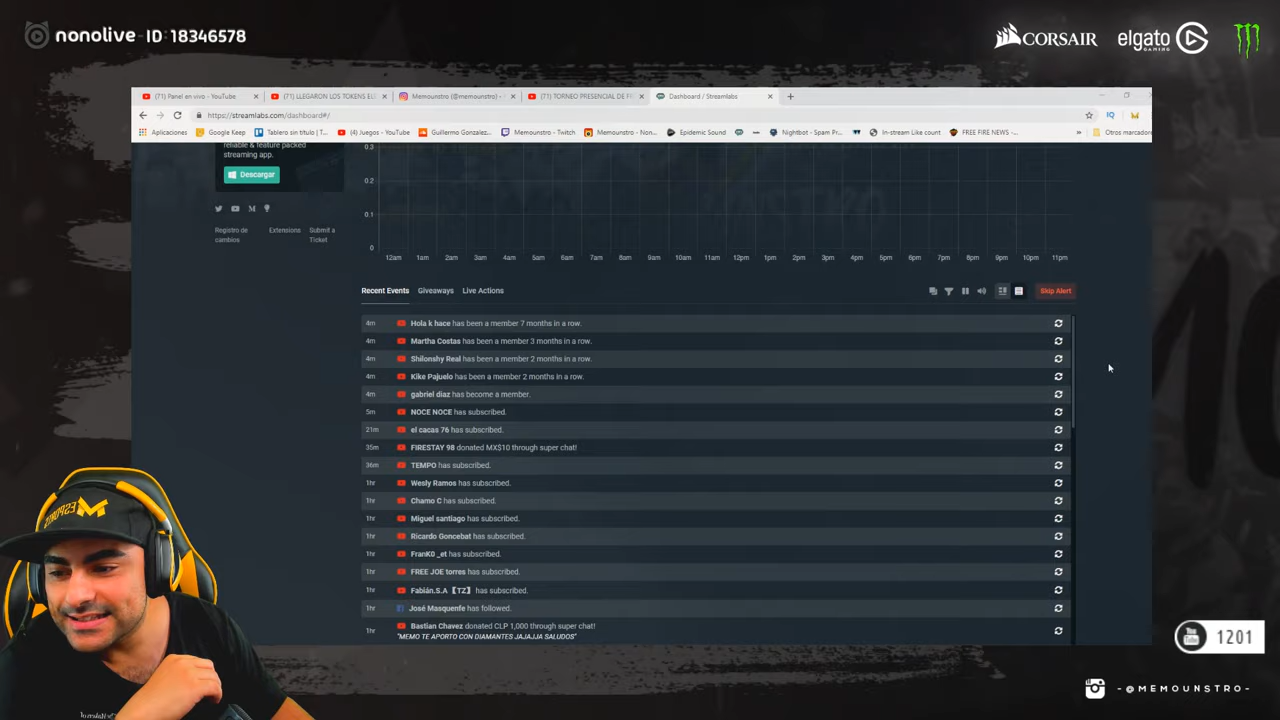 nonolive - ID: 18346578
CORSAIR
elgato
GAMING
(71) Panel en vivo - YouTube
(71) LLEGARON LOS TOKENS EU
Memounstro (@memounstro) -
(71) TORNEO PRESENCIAL DE F
Dashboard / Streamlabs
https://streamlabs.com/dashboard#/
Aplicaciones
Google Keep
Tablero sin título | T...
(4) Juegos - YouTube
Guillermo Gonzalez...
Memounstro - Twitch
Memounstro - Non...
Epidemic Sound
Nightbot - Spam Pr...
In-stream Like count
FREE FIRE NEWS -...
»
Otros marcador
reliable & feature packed
streaming app.
Descargar
Registro de
cambios
Extensions
Submit a
Ticket
0.3
0.2
0.1
0
12am 1am 2am 3am 4am 5am 6am 7am 8am 9am 10am 11am 12pm 1pm 2pm 3pm 4pm 5pm 6pm 7pm 8pm 9pm 10pm 11pm
Recent Events
Giveaways
Live Actions
Skip Alert
4m Hola k hace has been a member 7 months in a row.
4m Martha Costas has been a member 3 months in a row.
4m Shilonshy Real has been a member 2 months in a row.
4m Kike Pajuelo has been a member 2 months in a row.
4m gabriel diaz has become a member.
5m NOCE NOCE has subscribed.
21m el cacas 76 has subscribed.
35m FIRESTAY 98 donated MX$10 through super chat!
36m TEMPO has subscribed.
1hr Wesly Ramos has subscribed.
1hr Chamo C has subscribed.
1hr Miguel santiago has subscribed.
1hr Ricardo Goncebat has subscribed.
1hr FranK0 _et has subscribed.
1hr FREE JOE torres has subscribed.
1hr Fabián.S.A【TZ】 has subscribed.
1hr José Masquenfe has followed.
1hr Bastian Chavez donated CLP 1,000 through super chat!
"MEMO TE APORTO CON DIAMANTES JAJAJJA SALUDOS"
ESPORTS
You Tube
1201
- @MEMOUNSTRO -